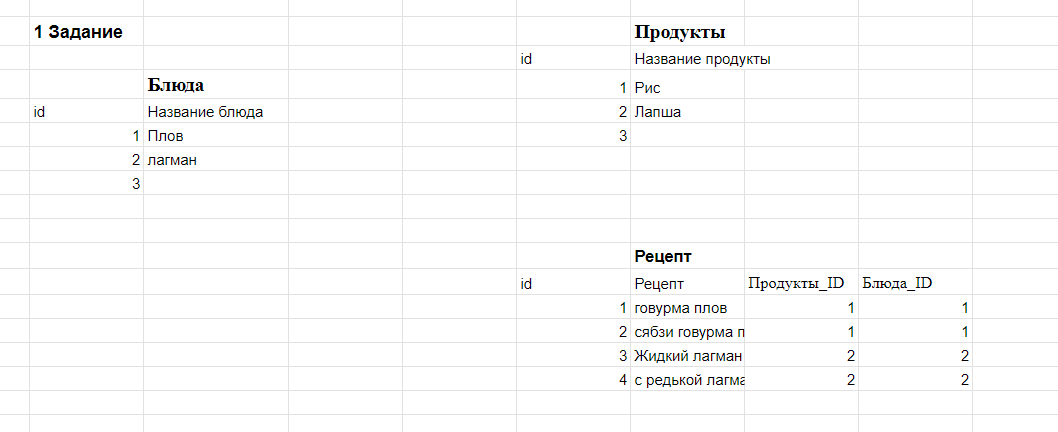 1 Задание
Продукты
id Название продукты
Блюда
1 Рис
id Название блюда
2 Лапша
1 Плов
3
2 лагман
3
Рецепт
id Рецепт Продукты_ID Блюда_ID
1 говурма плов 1 1
2 сябзи говурма п 1 1
3 Жидкий лагман 2 2
4 с редькой лагма 2 2